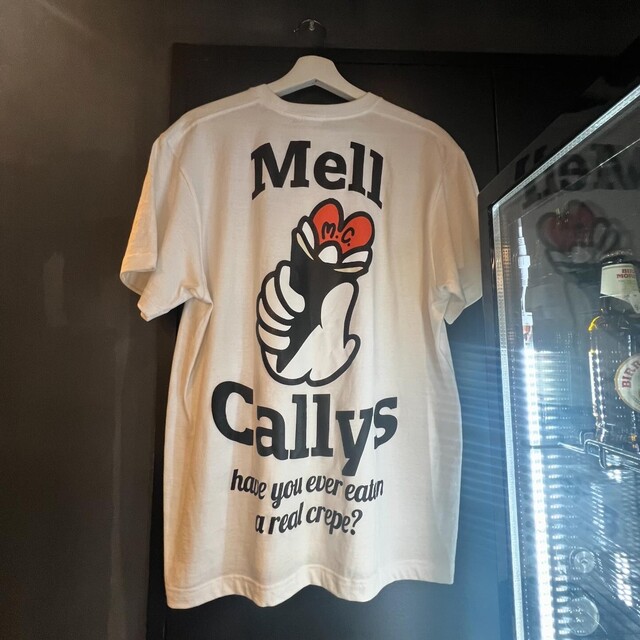 Mell
M.C.
Callys
have you ever eaten
a real crepe?